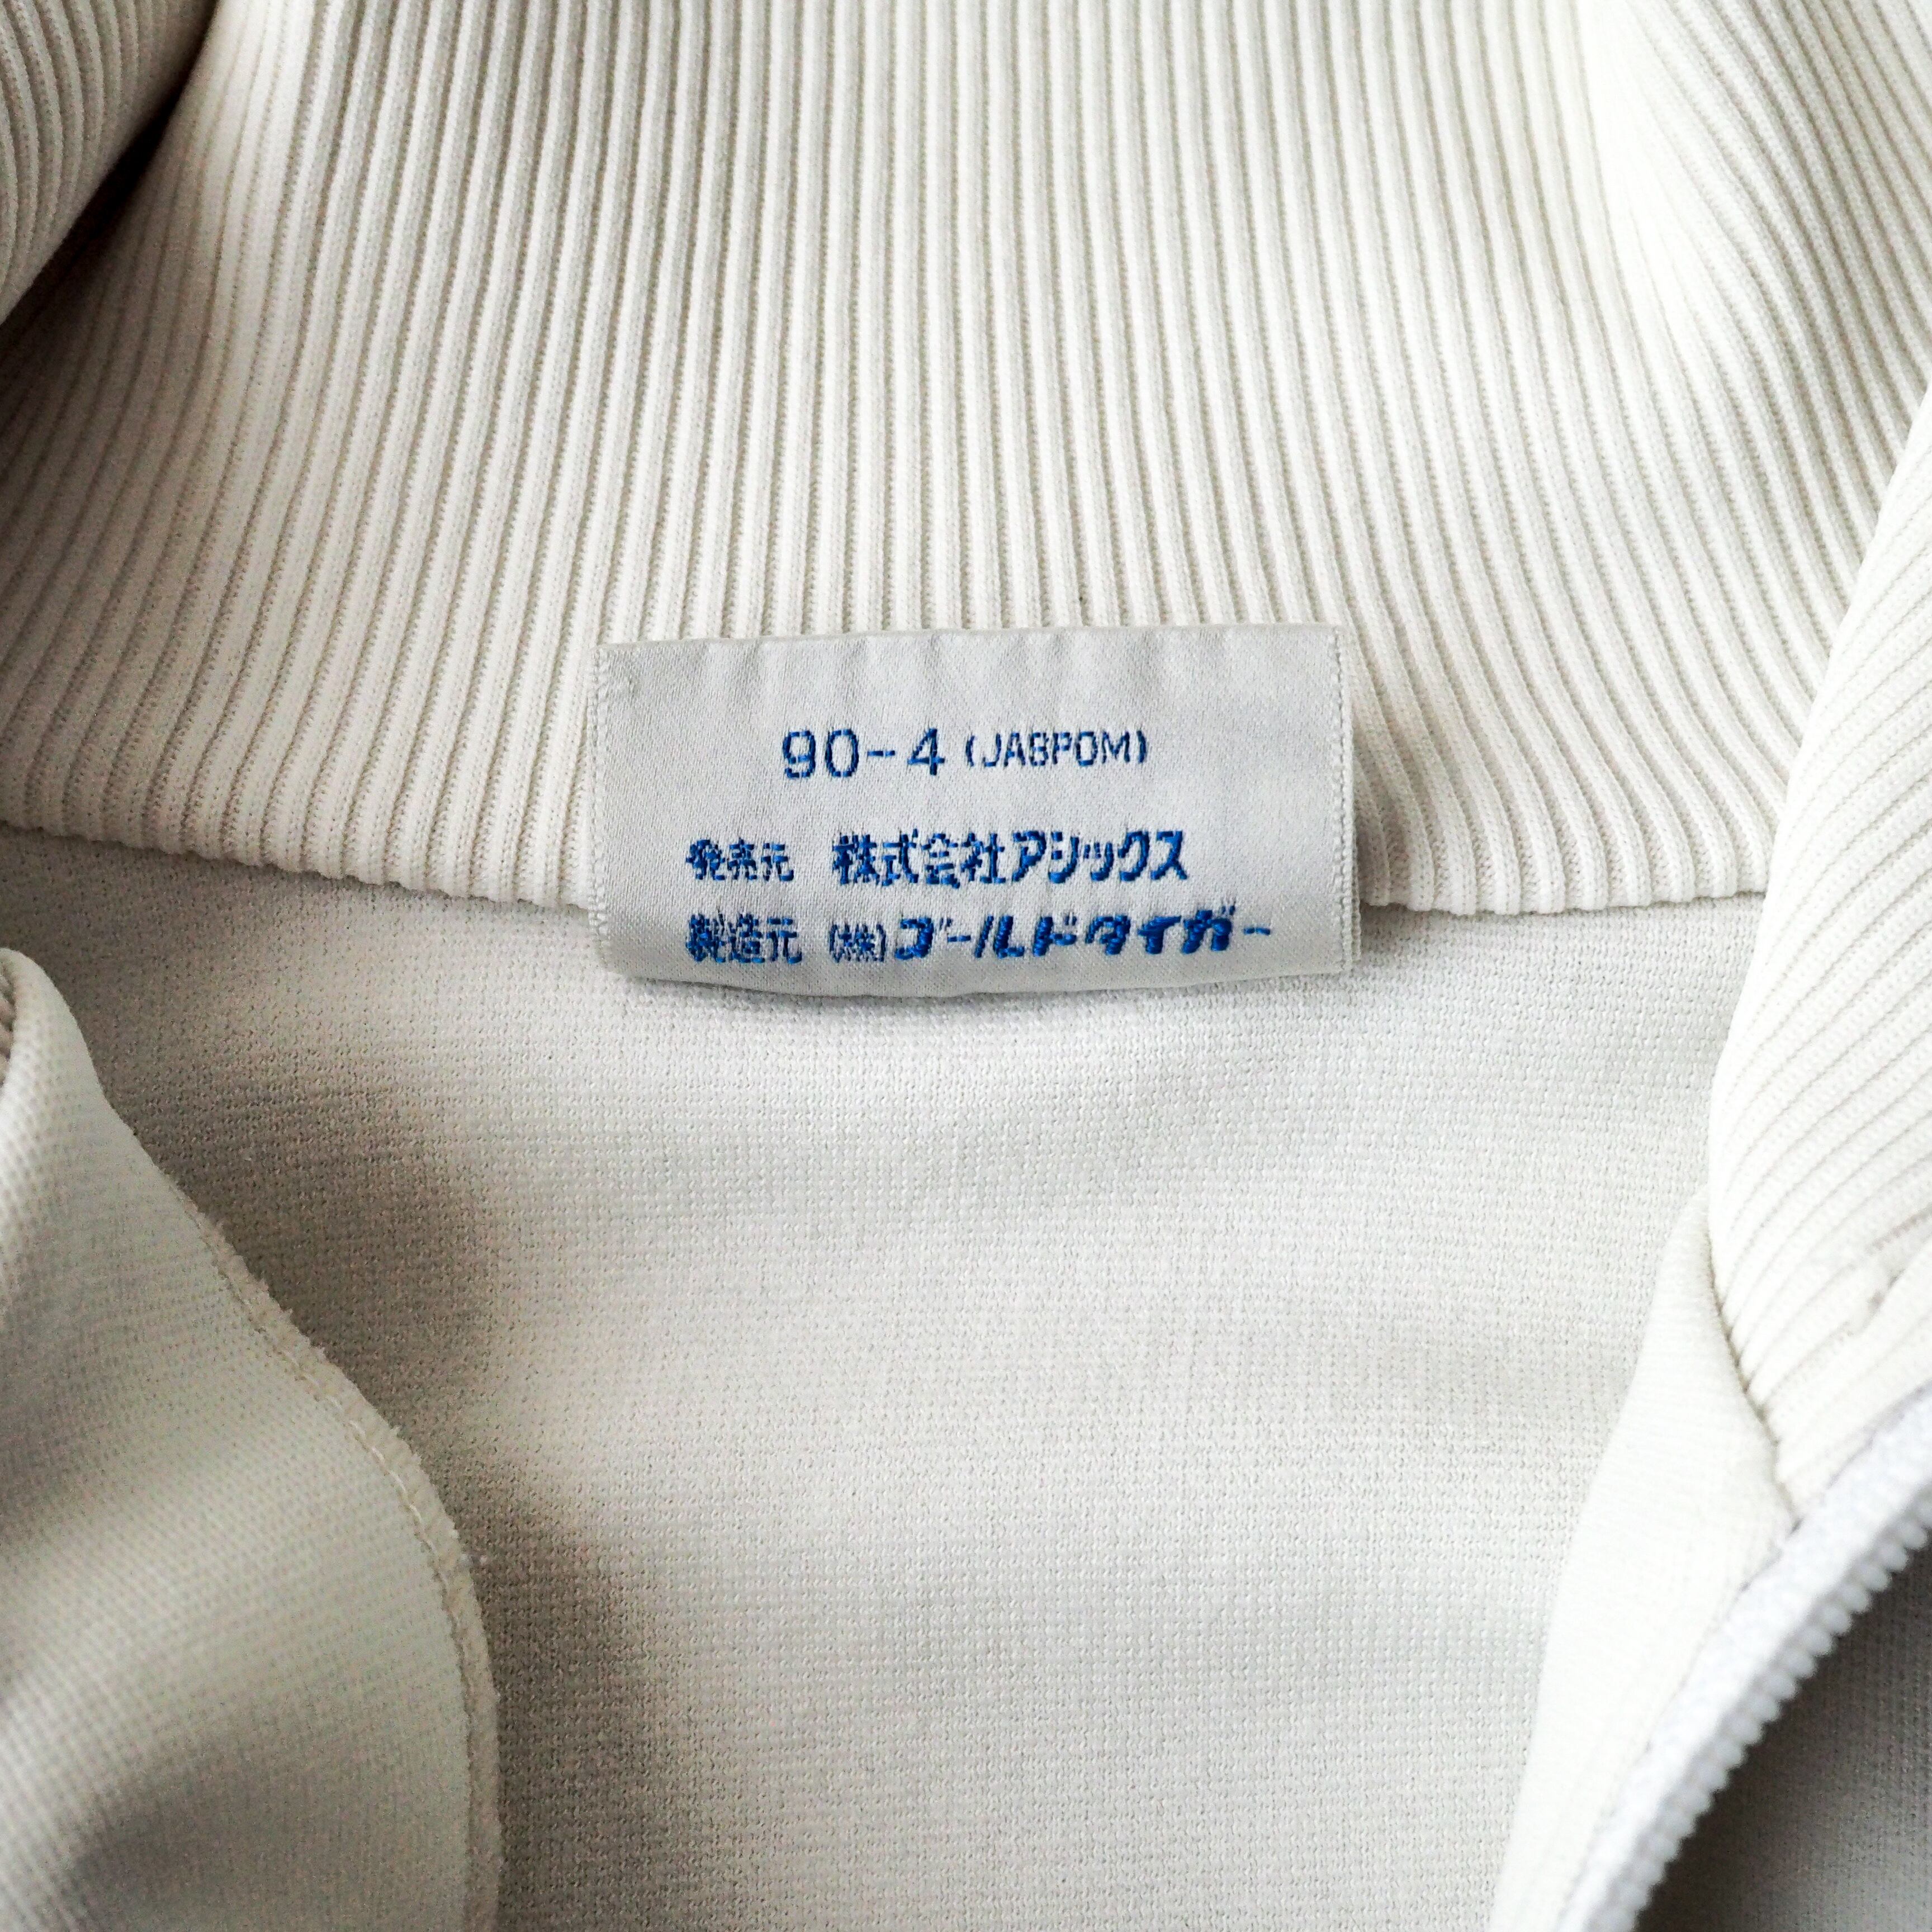 90-4 (JASPOM)
発売元 株式会社アシックス
製造元 (株)ゴールドタイガー